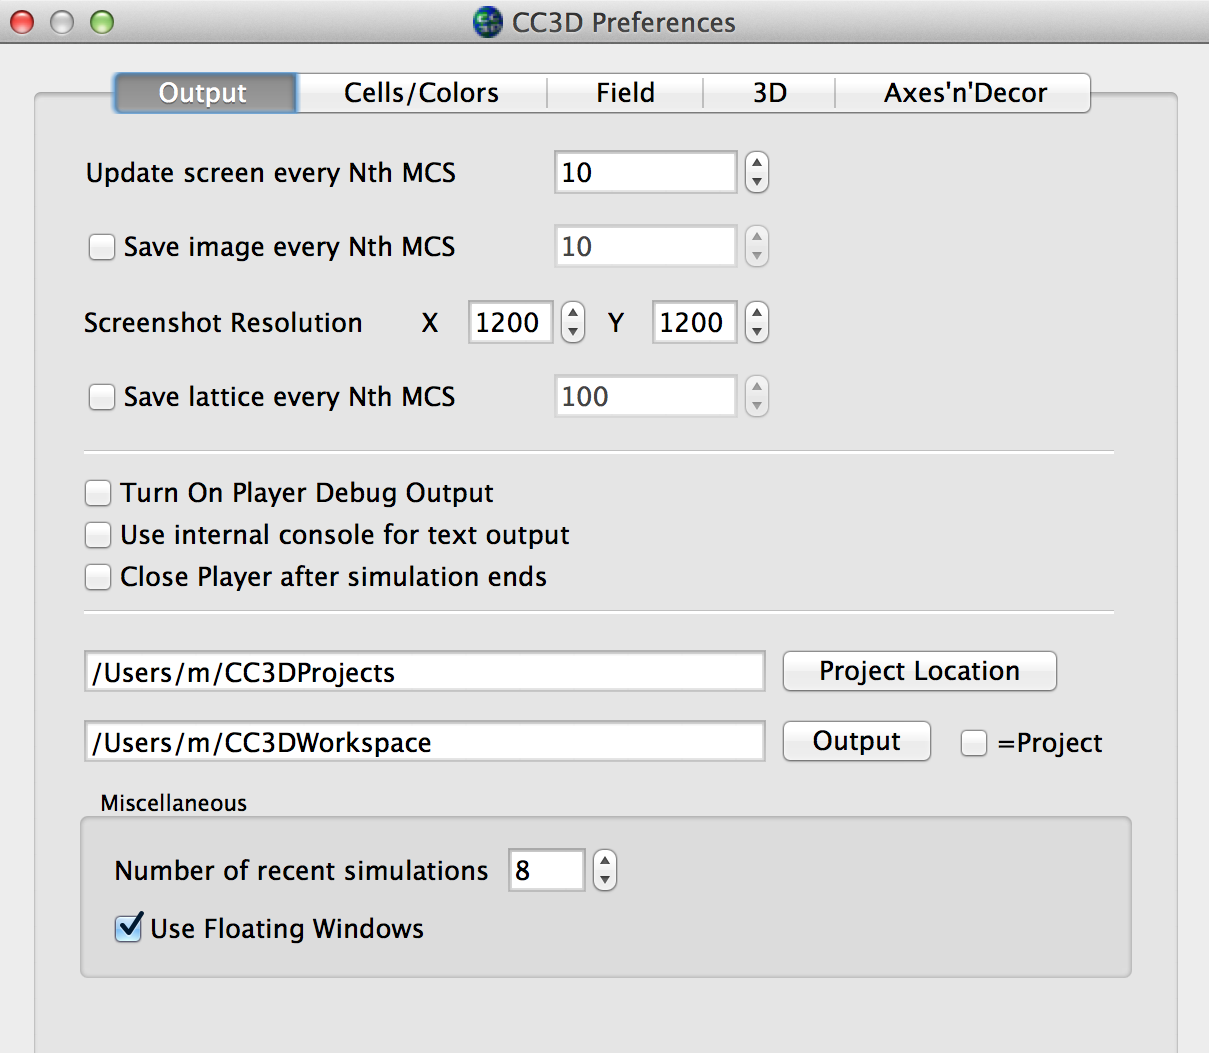 CC3D Preferences
Output Cells/Colors Field 3D Axes'n'Decor
Update screen every Nth MCS 10
Save image every Nth MCS 10
Screenshot Resolution X 1200 Y 1200
Save lattice every Nth MCS 100
Turn On Player Debug Output
Use internal console for text output
Close Player after simulation ends
/Users/m/CC3DProjects Project Location
/Users/m/CC3DWorkspace Output =Project
Miscellaneous
Number of recent simulations 8
Use Floating Windows